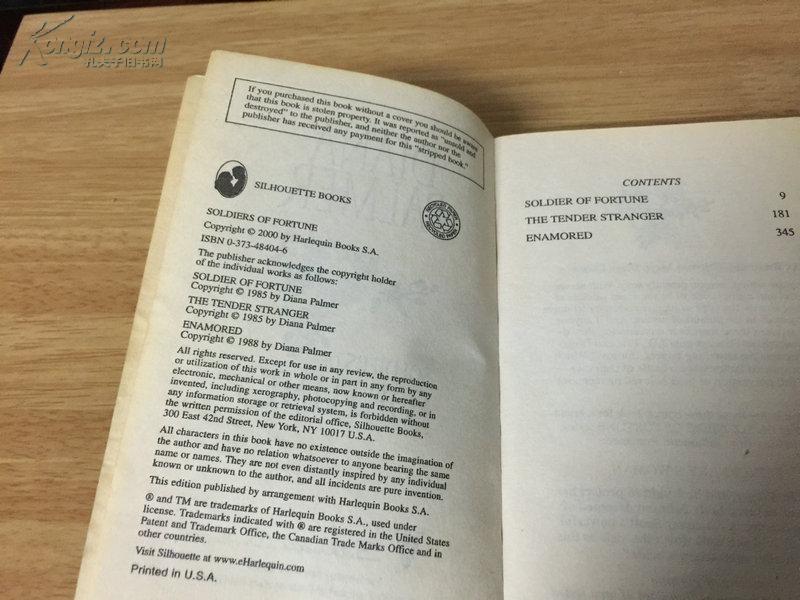 Kongfz.com
孔夫子旧书网
If you purchased this book without a cover you should be aware
that this book is stolen property. It was reported as "unsold and
destroyed" to the publisher, and neither the author nor the
publisher has received any payment for this "stripped book."
SILHOUETTE BOOKS
RECYCLED PAPER
RECYCLED PAPER
SOLDIERS OF FORTUNE
Copyright © 2000 by Harlequin Books S.A.
ISBN 0-373-48404-6
The publisher acknowledges the copyright holder
of the individual works as follows:
SOLDIER OF FORTUNE
Copyright © 1985 by Diana Palmer
THE TENDER STRANGER
Copyright © 1985 by Diana Palmer
ENAMORED
Copyright © 1988 by Diana Palmer
All rights reserved. Except for use in any review, the reproduction
or utilization of this work in whole or in part in any form by any
electronic, mechanical or other means, now known or hereafter
invented, including xerography, photocopying and recording, or in
any information storage or retrieval system, is forbidden without
the written permission of the editorial office, Silhouette Books,
300 East 42nd Street, New York, NY 10017 U.S.A.
All characters in this book have no existence outside the imagination of
the author and have no relation whatsoever to anyone bearing the same
name or names. They are not even distantly inspired by any individual
known or unknown to the author, and all incidents are pure invention.
This edition published by arrangement with Harlequin Books S.A.
® and TM are trademarks of Harlequin Books S.A., used under
license. Trademarks indicated with ® are registered in the United States
Patent and Trademark Office, the Canadian Trade Marks Office and in
other countries.
Visit Silhouette at www.eHarlequin.com
Printed in U.S.A.
CONTENTS
SOLDIER OF FORTUNE 9
THE TENDER STRANGER 181
ENAMORED 345